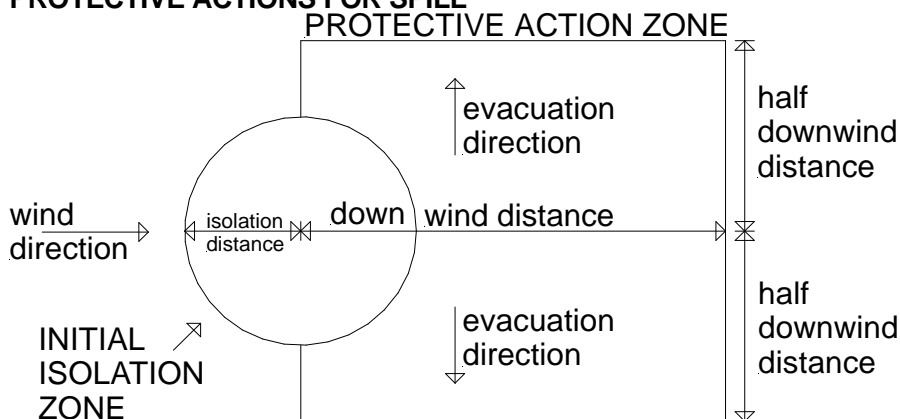 PROTECTIVE ACTIONS FOR SPILL
PROTECTIVE ACTION ZONE
evacuation
direction
half
downwind
distance
wind
direction
isolation
distance
down wind distance
INITIAL
ISOLATION
ZONE
evacuation
direction
half
downwind
distance